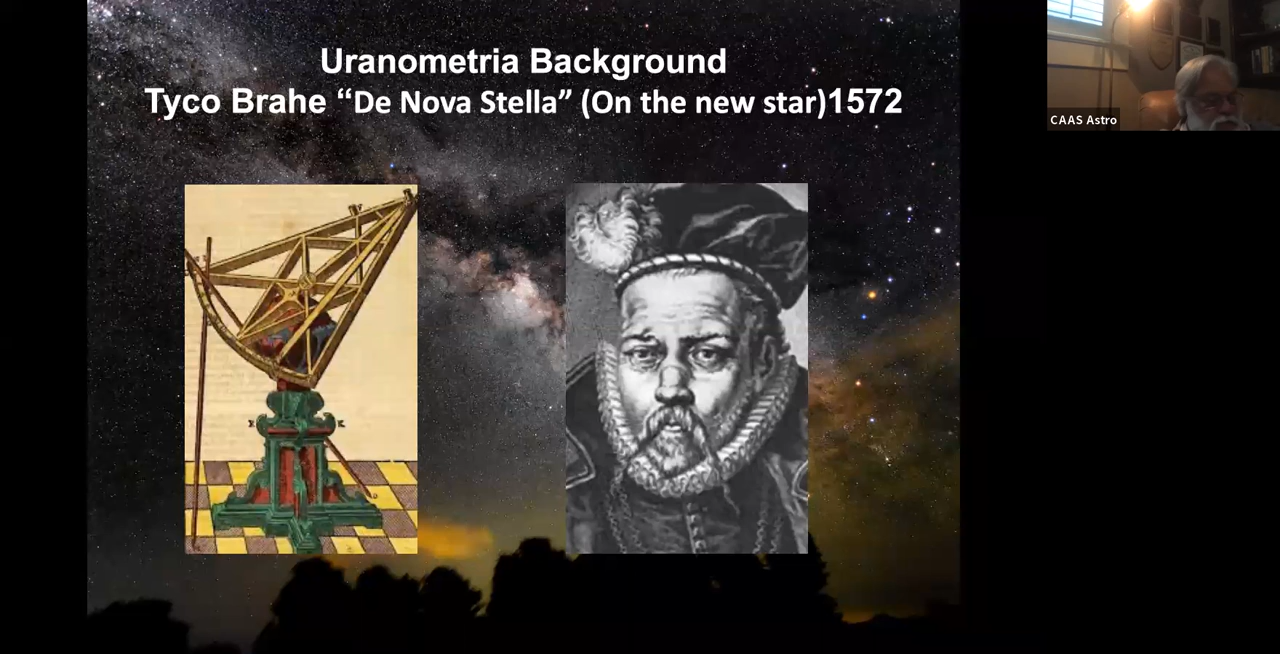 Uranometria Background
Tyco Brahe “De Nova Stella” (On the new star)1572
CAAS Astro